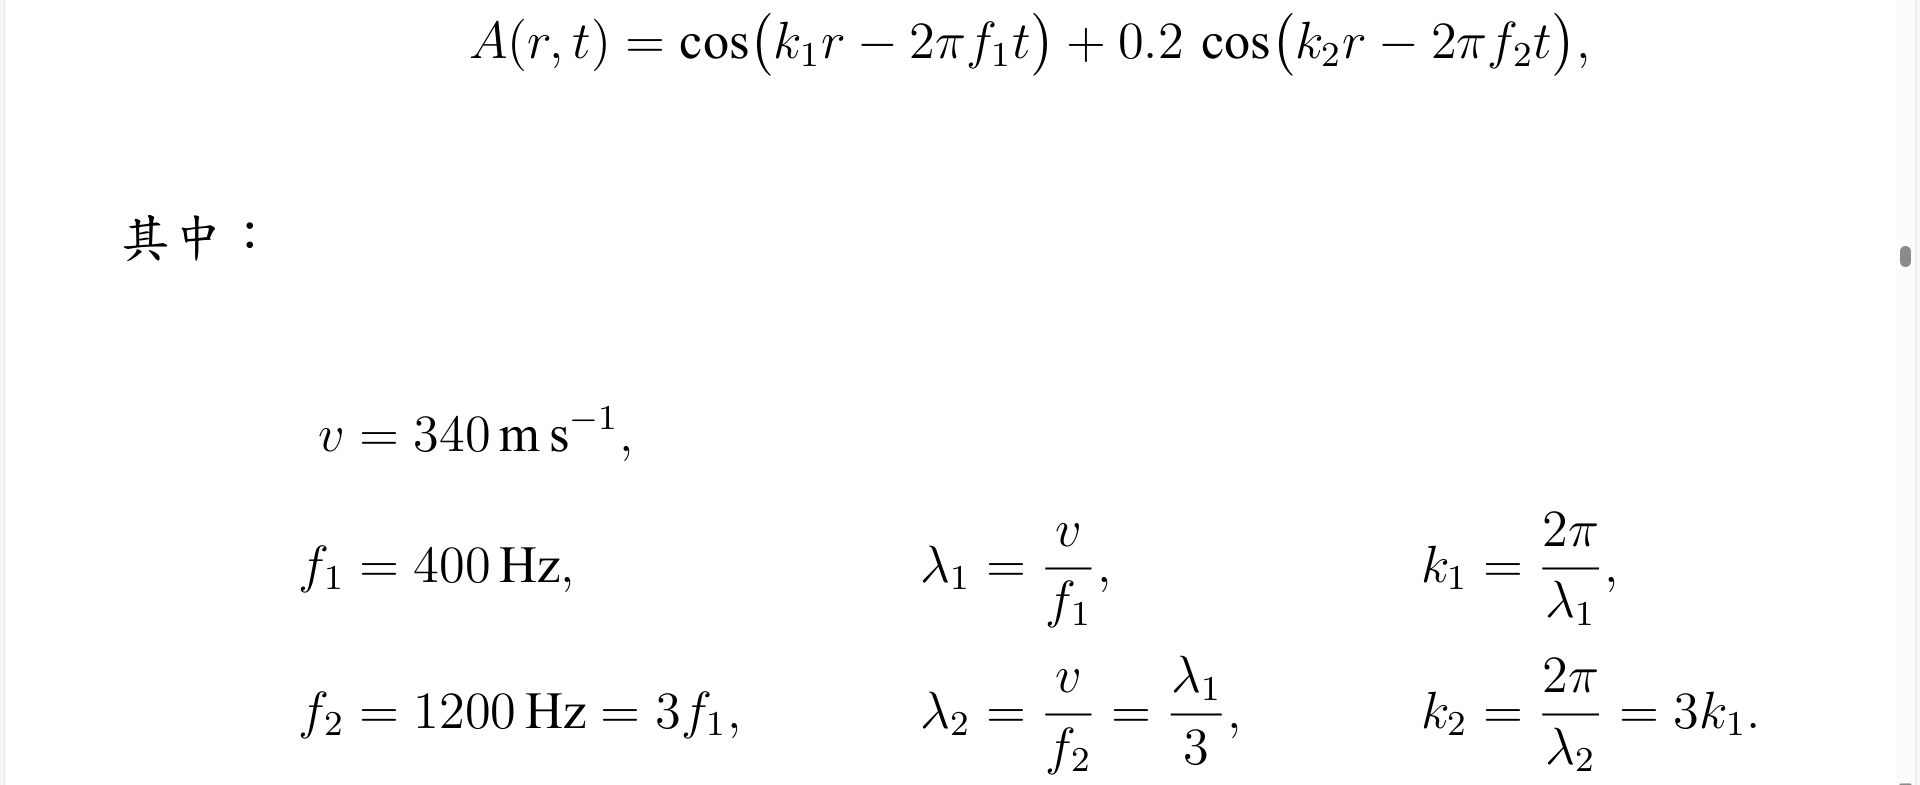 A(r, t) = cos(k₁r − 2πf₁t) + 0.2 cos(k₂r − 2πf₂t),
其中：
v = 340 m s⁻¹,
f₁ = 400 Hz, λ₁ = v/f₁, k₁ = 2π/λ₁,
f₂ = 1200 Hz = 3f₁, λ₂ = v/f₂ = λ₁/3, k₂ = 2π/λ₂ = 3k₁.